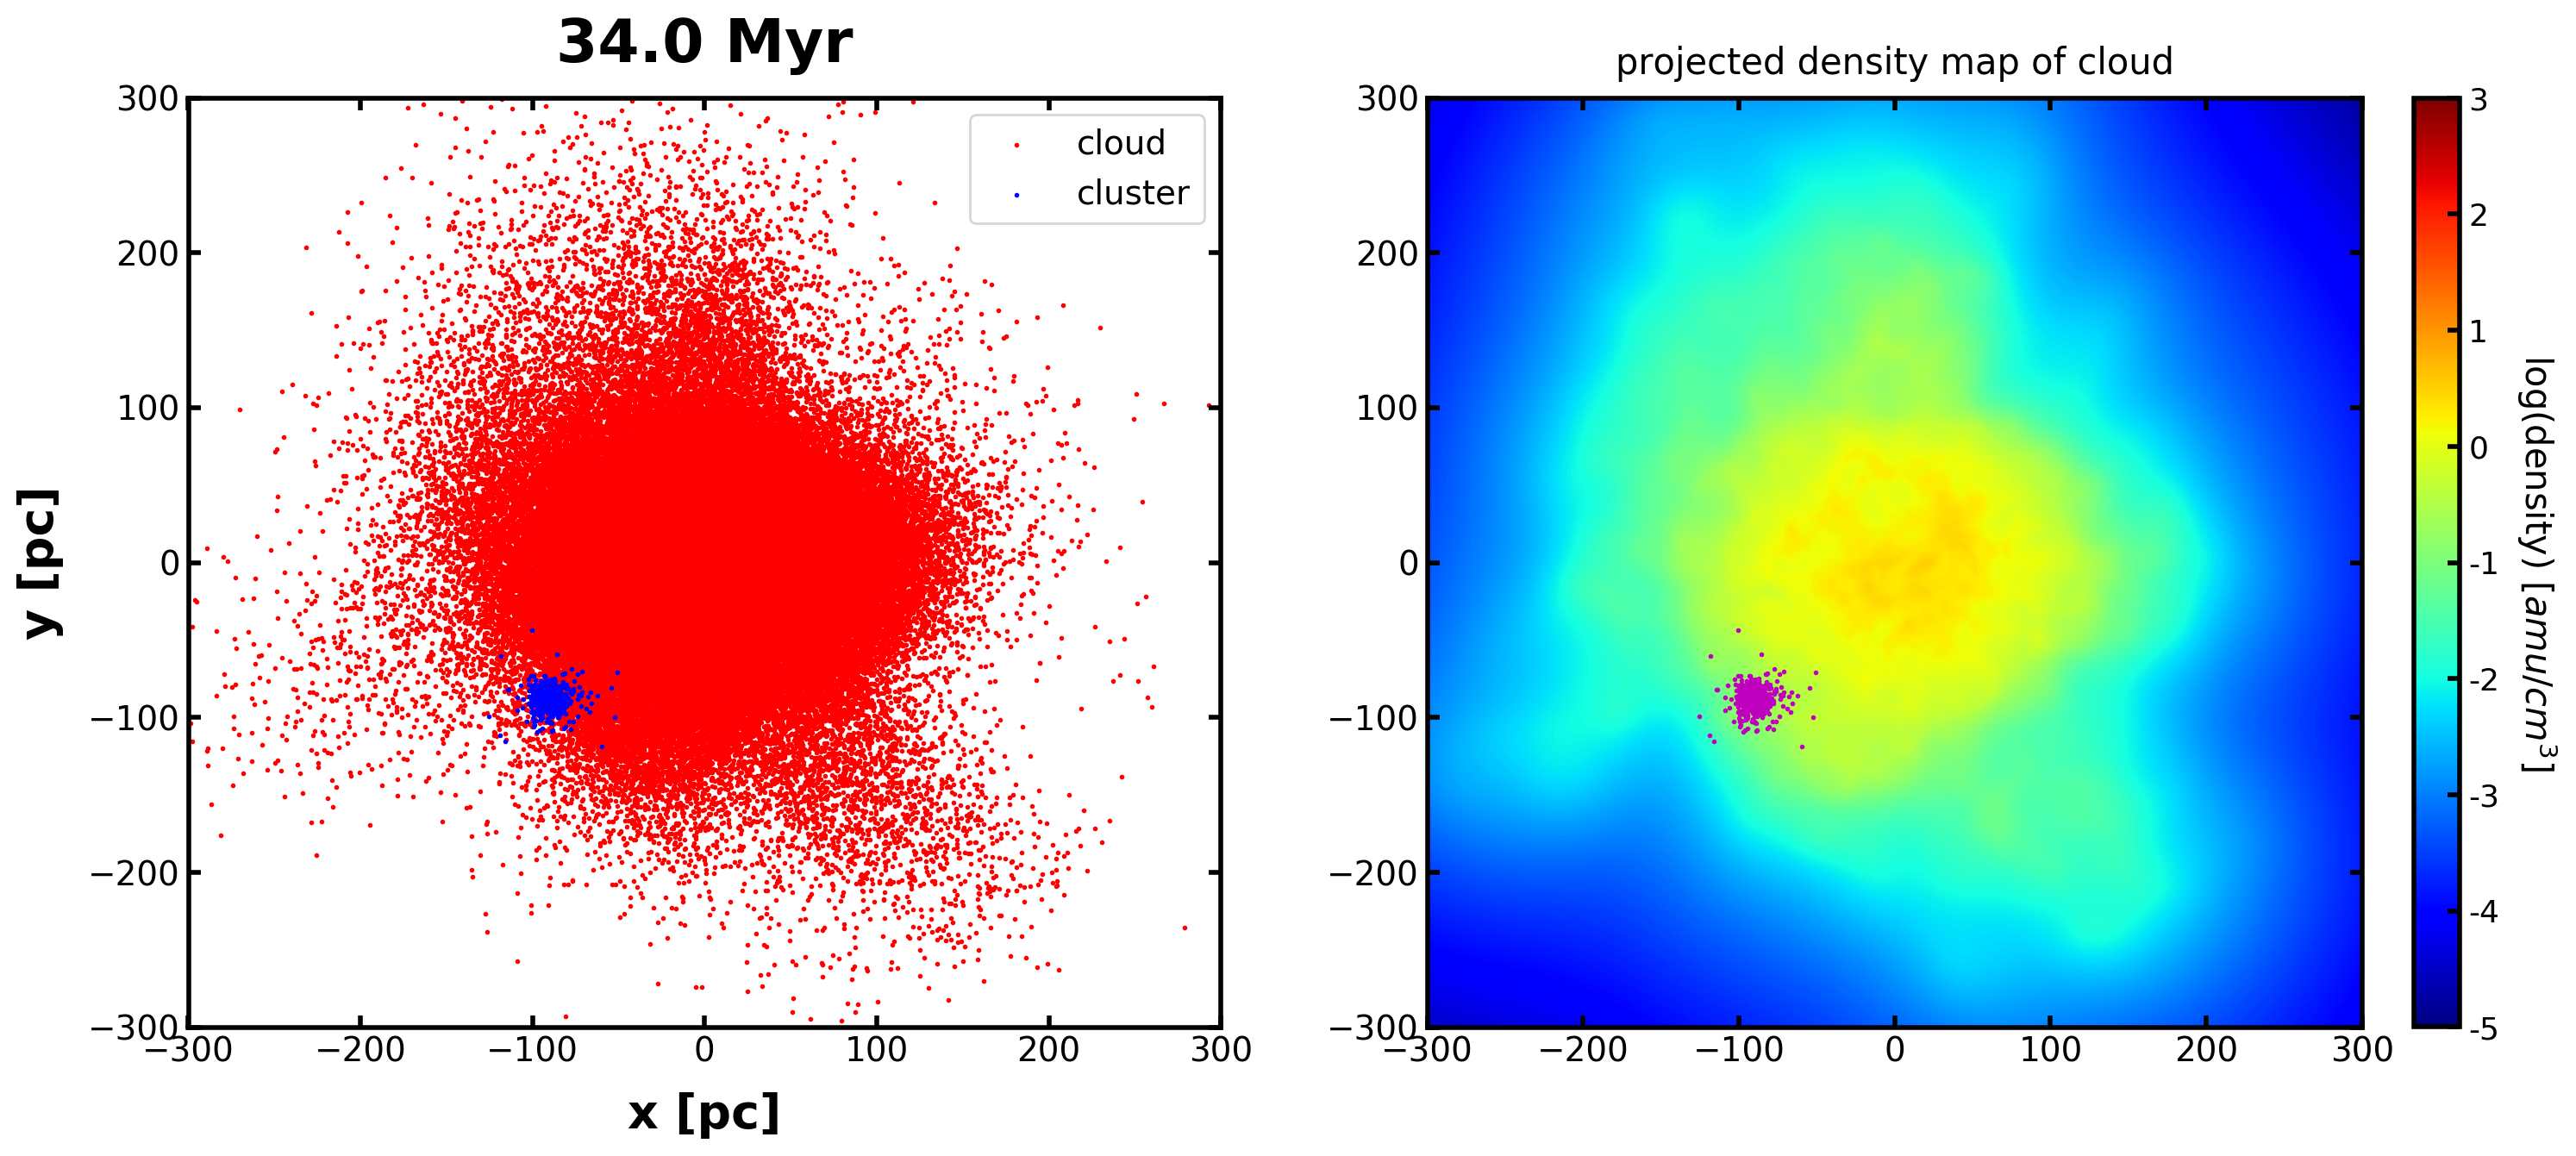 34.0 Myr
projected density map of cloud
cloud
cluster
300
200
100
0
−100
−200
−300
y [pc]
−300 −200 −100 0 100 200 300
x [pc]
300
200
100
0
−100
−200
−300
−300 −200 −100 0 100 200 300
3
2
1
0
-1
-2
-3
-4
-5
log(density) [amu/cm³]